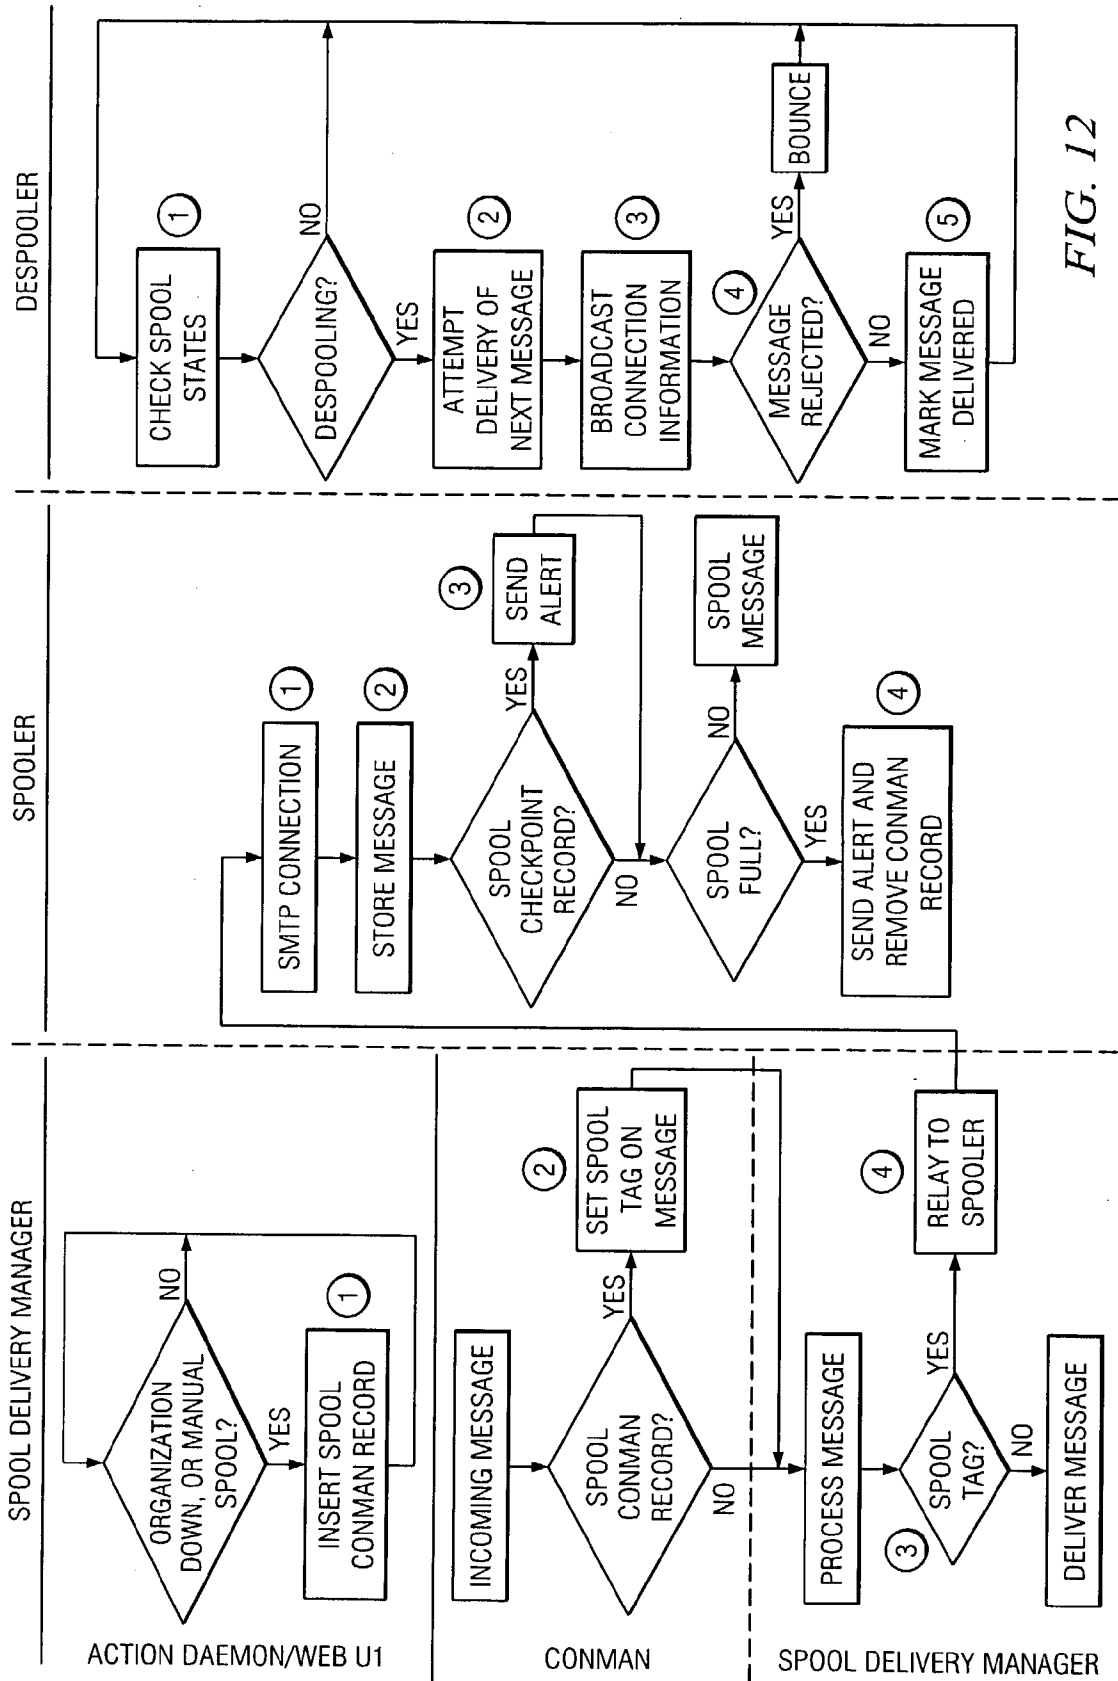 SPOOL DELIVERY MANAGER
ACTION DAEMON/WEB U1
ORGANIZATION
DOWN, OR MANUAL
SPOOL?
NO
YES
1
INSERT SPOOL
CONMAN RECORD
CONMAN
INCOMING MESSAGE
SPOOL
CONMAN
RECORD?
YES
NO
2
SET SPOOL
TAG ON
MESSAGE
SPOOL DELIVERY MANAGER
PROCESS MESSAGE
3
SPOOL
TAG?
YES
NO
4
RELAY TO
SPOOLER
DELIVER MESSAGE
SPOOLER
1
SMTP CONNECTION
2
STORE MESSAGE
SPOOL
CHECKPOINT
RECORD?
YES
NO
3
SEND
ALERT
SPOOL
FULL?
NO
YES
SPOOL
MESSAGE
4
SEND ALERT AND
REMOVE CONMAN
RECORD
DESPOOLER
1
CHECK SPOOL
STATES
DESPOOLING?
NO
YES
2
ATTEMPT
DELIVERY OF
NEXT MESSAGE
3
BROADCAST
CONNECTION
INFORMATION
4
MESSAGE
REJECTED?
YES
NO
BOUNCE
5
MARK MESSAGE
DELIVERED
FIG. 12